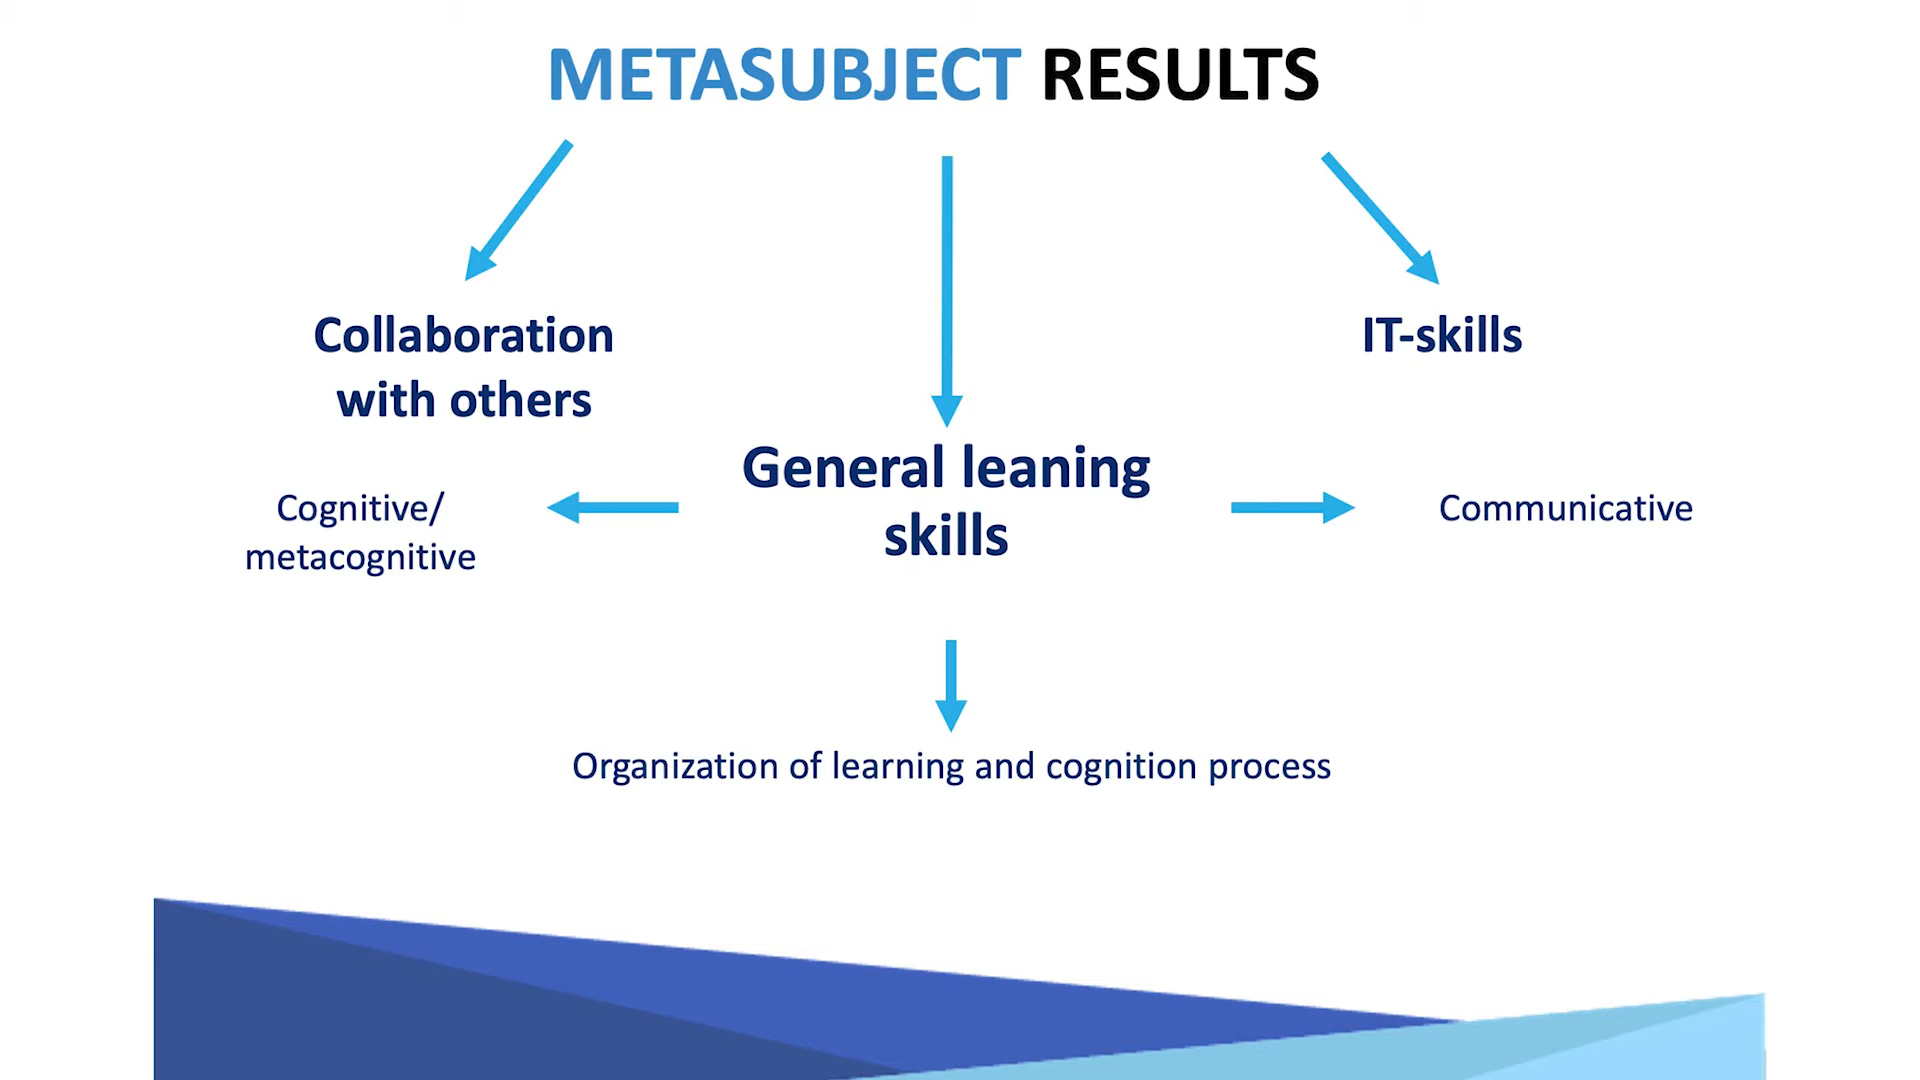 METASUBJECT RESULTS
Collaboration
with others
IT-skills
General leaning
skills
Cognitive/
metacognitive
Communicative
Organization of learning and cognition process